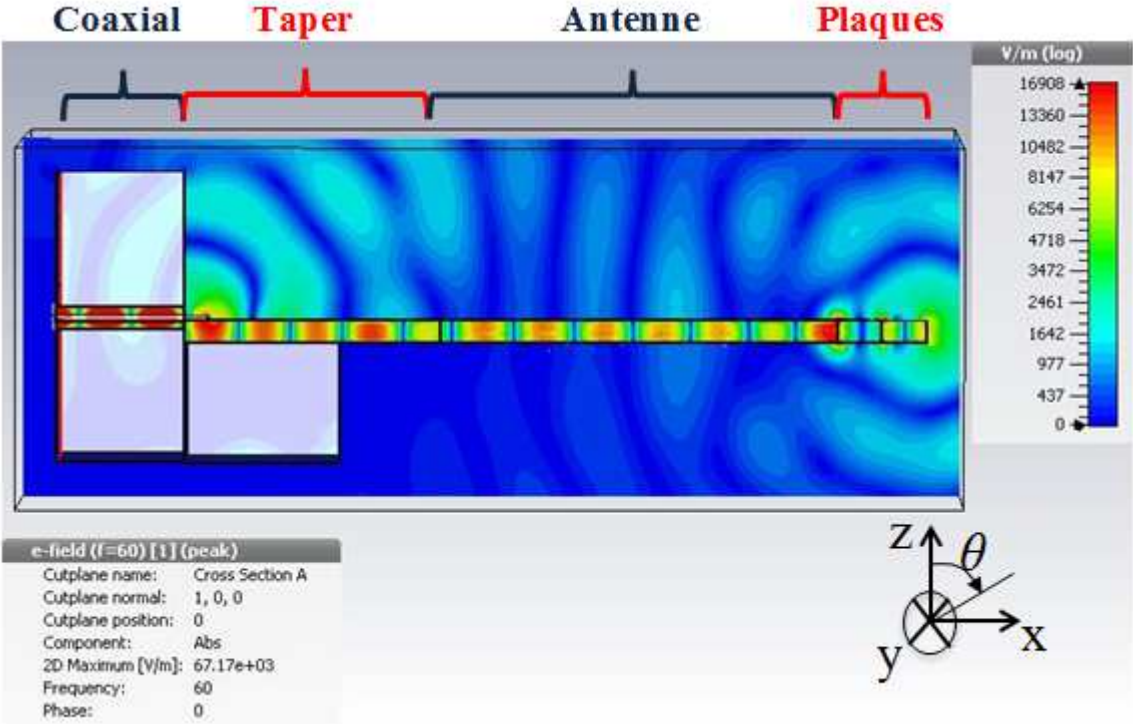 Coaxial Taper Antenne Plaques
V/m (log)
16908
13360
10482
8147
6254
4718
3472
2461
1642
977
437
0
e-field (f=60) [1] (peak)
Cutplane name: Cross Section A
Cutplane normal: 1, 0, 0
Cutplane position: 0
Component: Abs
2D Maximum [V/m]: 67.17e+03
Frequency: 60
Phase: 0
z
θ
x
y